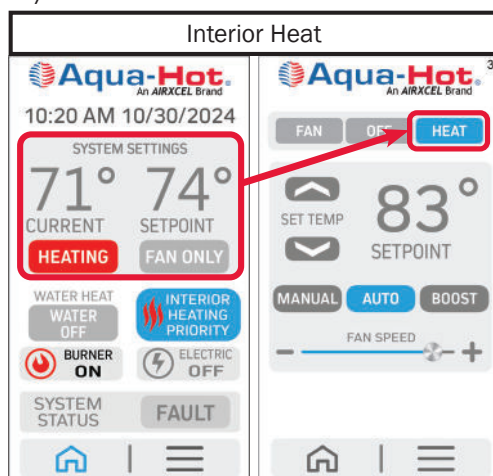 Interior Heat
Aqua-Hot.
An AIRXCEL Brand
10:20 AM 10/30/2024
SYSTEM SETTINGS
71° 74°
CURRENT SETPOINT
HEATING FAN ONLY
WATER HEAT
WATER
OFF
INTERIOR
HEATING
PRIORITY
BURNER
ON
ELECTRIC
OFF
SYSTEM
STATUS
FAULT
Aqua-Hot.
An AIRXCEL Brand
3
FAN OFF HEAT
SET TEMP
83°
SETPOINT
MANUAL AUTO BOOST
FAN SPEED